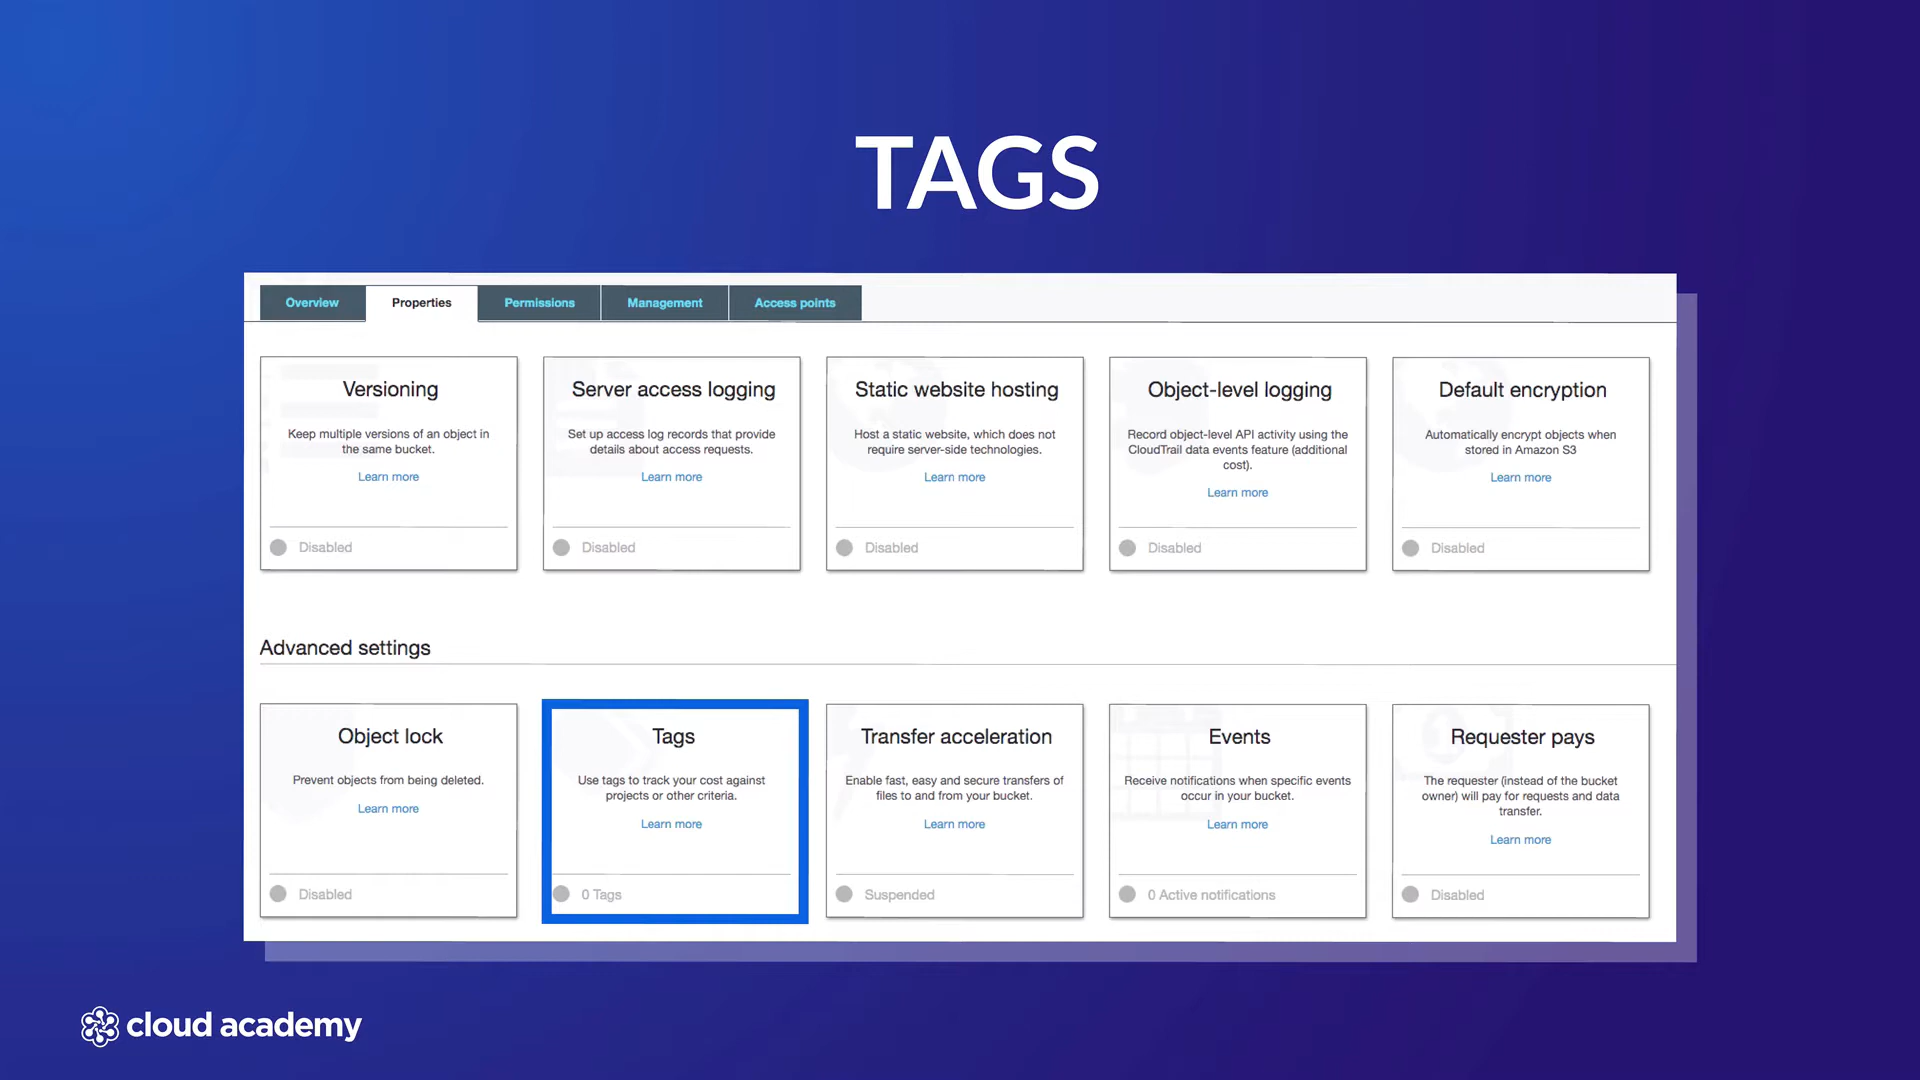 TAGS
Overview
Properties
Permissions
Management
Access points
Versioning
Keep multiple versions of an object in
the same bucket.
Learn more
Disabled
Server access logging
Set up access log records that provide
details about access requests.
Learn more
Disabled
Static website hosting
Host a static website, which does not
require server-side technologies.
Learn more
Disabled
Object-level logging
Record object-level API activity using the
CloudTrail data events feature (additional
cost).
Learn more
Disabled
Default encryption
Automatically encrypt objects when
stored in Amazon S3
Learn more
Disabled
Advanced settings
Object lock
Prevent objects from being deleted.
Learn more
Disabled
Tags
Use tags to track your cost against
projects or other criteria.
Learn more
0 Tags
Transfer acceleration
Enable fast, easy and secure transfers of
files to and from your bucket.
Learn more
Suspended
Events
Receive notifications when specific events
occur in your bucket.
Learn more
0 Active notifications
Requester pays
The requester (instead of the bucket
owner) will pay for requests and data
transfer.
Learn more
Disabled
cloud academy